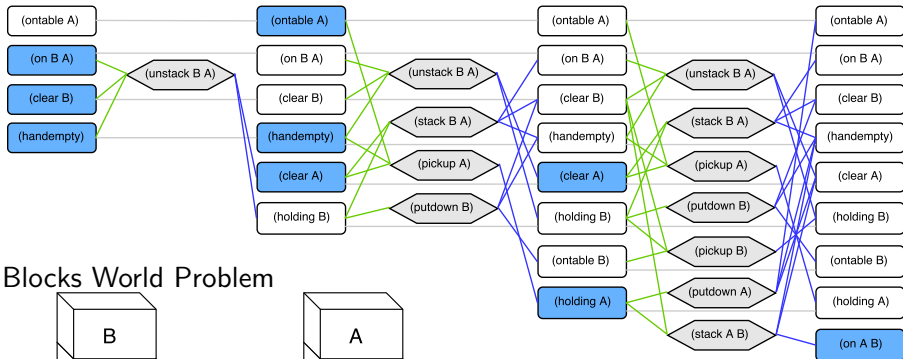 (ontable A) (ontable A) (ontable A) (ontable A)
(on B A) (on B A) (on B A) (on B A)
(unstack B A) (unstack B A) (unstack B A)
(clear B) (clear B) (clear B) (clear B)
(stack B A) (stack B A)
(handempty) (handempty) (handempty) (handempty)
(pickup A) (pickup A)
(clear A) (clear A) (clear A)
(putdown B) (putdown B)
(holding B) (holding B) (holding B)
(pickup B)
(ontable B) (ontable B)
Blocks World Problem
(putdown A)
(holding A) (holding A)
B A
(stack A B)
(on A B)